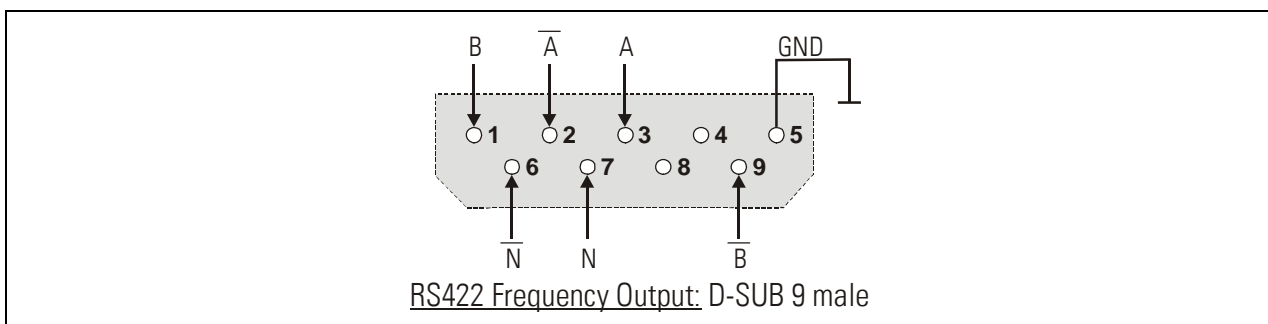 B A̅ A GND
1 2 3 4 5
6 7 8 9
N̅ N B̅
RS422 Frequency Output: D-SUB 9 male